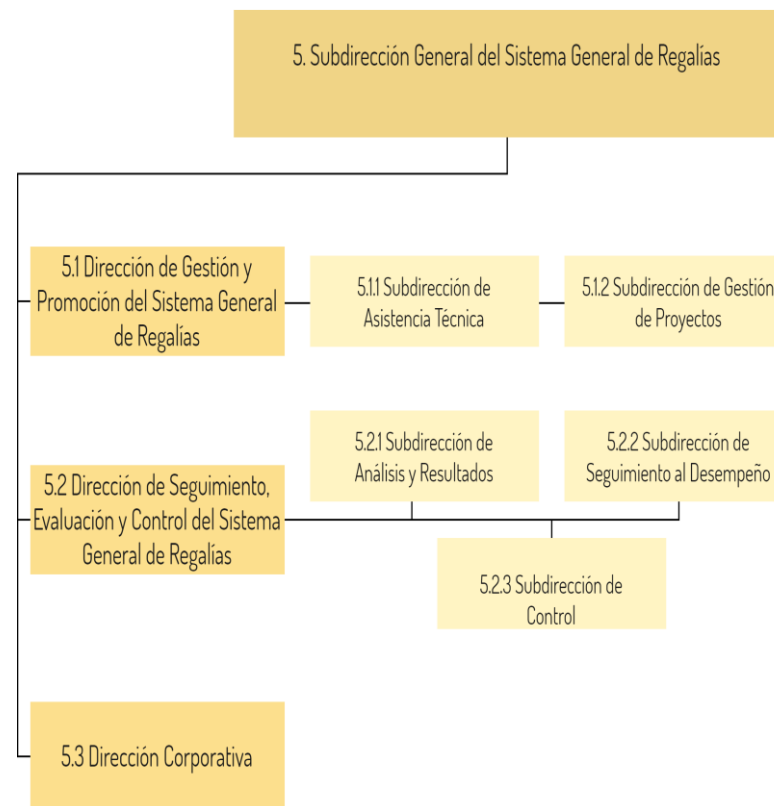 5. Subdirección General del Sistema General de Regalías
5.1 Dirección de Gestión y
Promoción del Sistema General
de Regalías
5.1.1 Subdirección de
Asistencia Técnica
5.1.2 Subdirección de Gestión
de Proyectos
5.2 Dirección de Seguimiento,
Evaluación y Control del Sistema
General de Regalías
5.2.1 Subdirección de
Análisis y Resultados
5.2.2 Subdirección de
Seguimiento al Desempeño
5.2.3 Subdirección de
Control
5.3 Dirección Corporativa